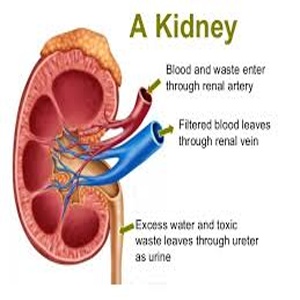 A Kidney
Blood and waste enter
through renal artery
Filtered blood leaves
through renal vein
Excess water and toxic
waste leaves through ureter
as urine